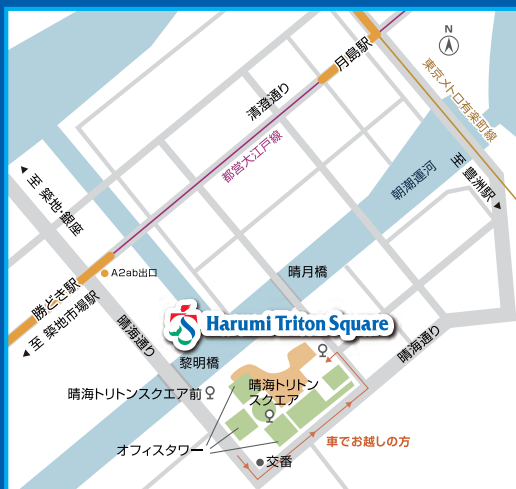 N
月島駅
清澄通り
東京メトロ有楽町線
都営大江戸線
至 築地・銀座
朝潮運河
至 豊洲駅
A2ab出口
晴月橋
勝どき駅
至 築地市場駅
晴海通り
Harumi Triton Square
晴海通り
黎明橋
晴海トリトンスクエア前
晴海トリトン
スクエア
オフィスタワー
車でお越しの方
交番